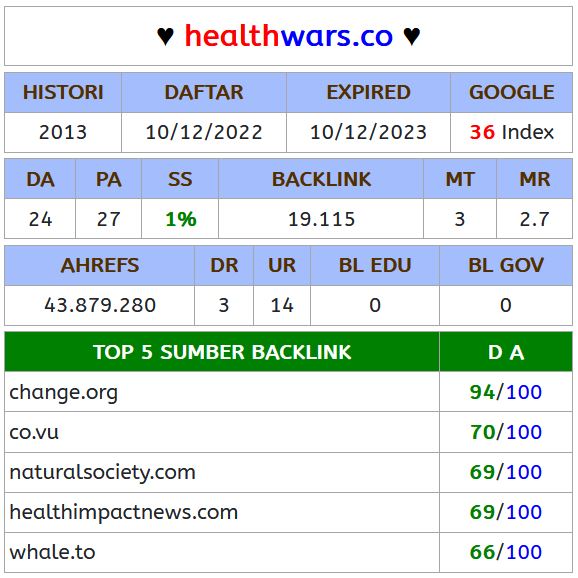 ♥ healthwars.co ♥
HISTORI DAFTAR EXPIRED GOOGLE
2013 10/12/2022 10/12/2023 36 Index
DA PA SS BACKLINK MT MR
24 27 1% 19.115 3 2.7
AHREFS DR UR BL EDU BL GOV
43.879.280 3 14 0 0
TOP 5 SUMBER BACKLINK D A
change.org 94/100
co.vu 70/100
naturalsociety.com 69/100
healthimpactnews.com 69/100
whale.to 66/100